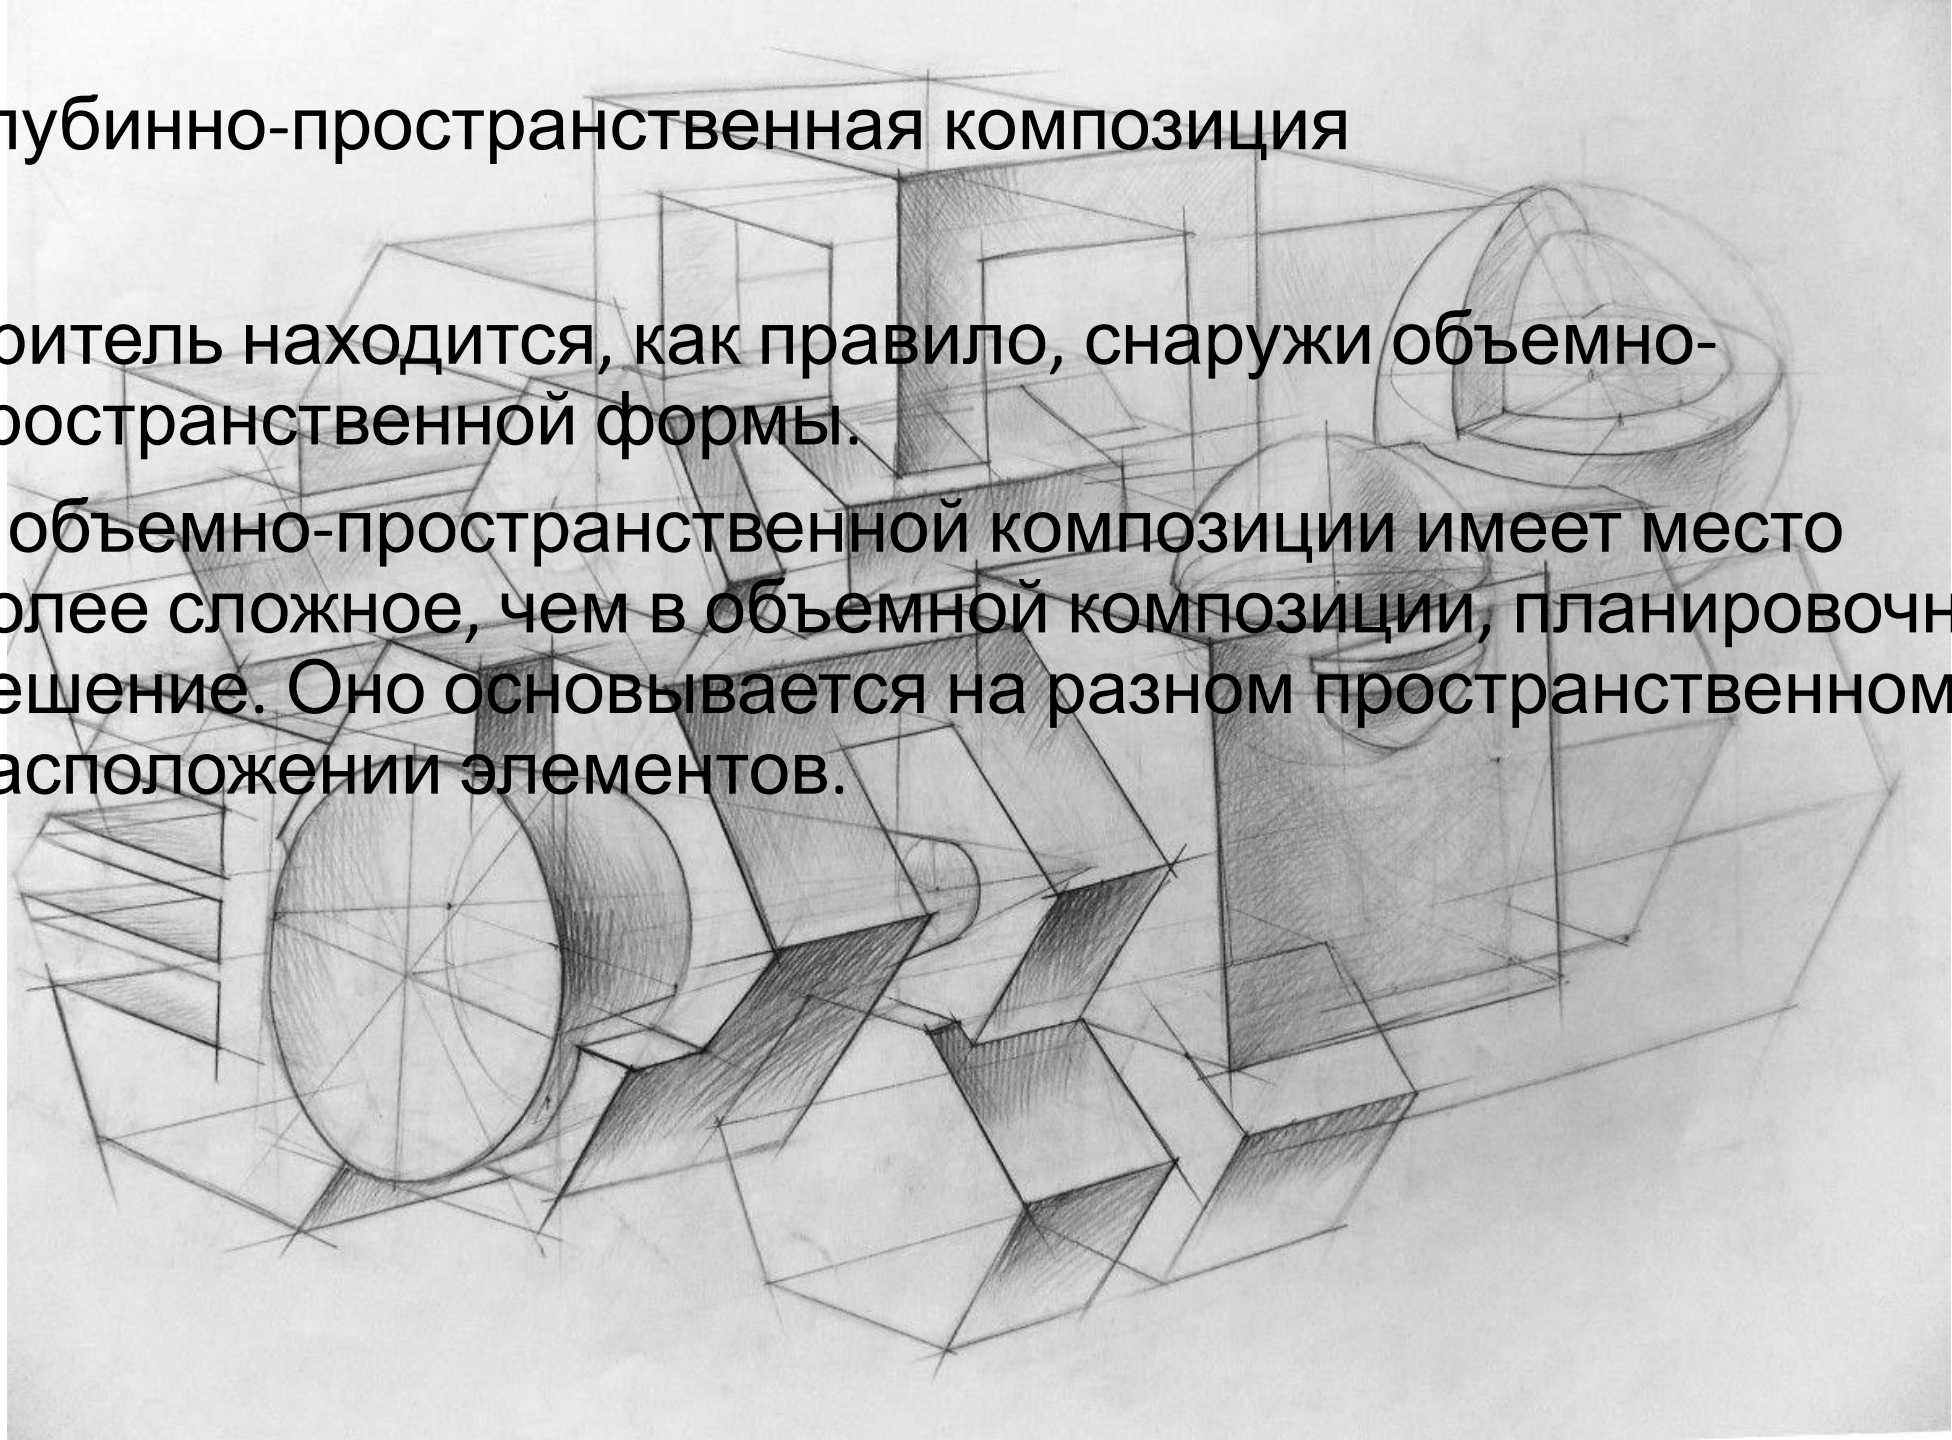 лубинно-пространственная композиция
ритель находится, как правило, снаружи объемно-
ространственной формы.
объемно-пространственной композиции имеет место
олее сложное, чем в объемной композиции, планировочн
ешение. Оно основывается на разном пространственном
асположении элементов.